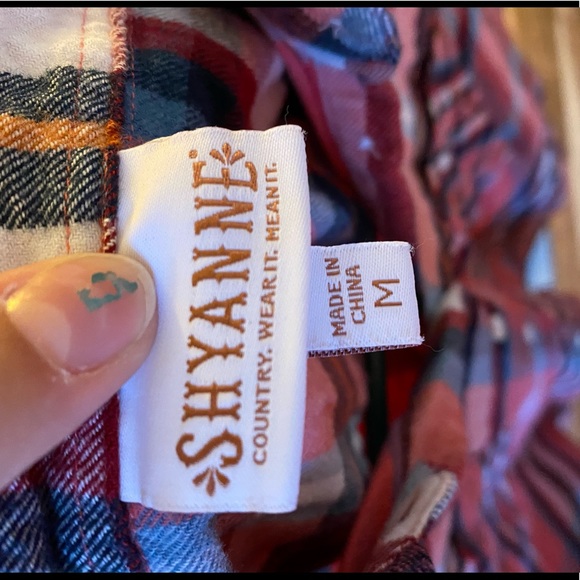 SHYANNE®
COUNTRY. WEAR IT. MEAN IT.
MADE IN
CHINA
M